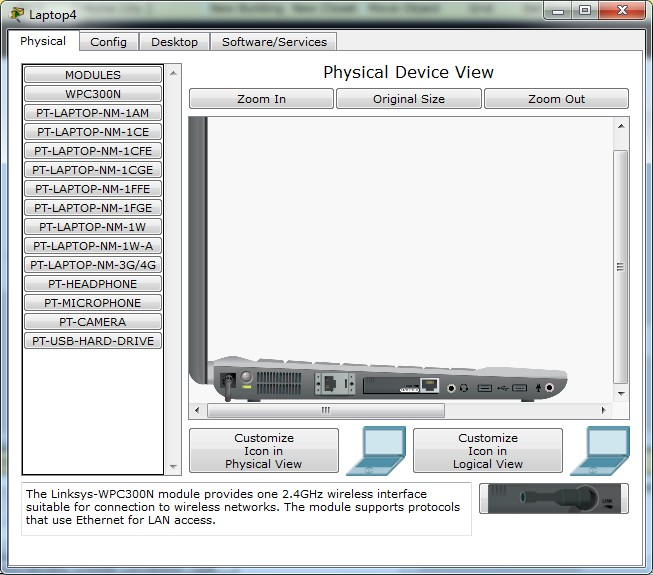 Laptop4
Physical
Config
Desktop
Software/Services
MODULES
WPC300N
PT-LAPTOP-NM-1AM
PT-LAPTOP-NM-1CE
PT-LAPTOP-NM-1CFE
PT-LAPTOP-NM-1CGE
PT-LAPTOP-NM-1FFE
PT-LAPTOP-NM-1FGE
PT-LAPTOP-NM-1W
PT-LAPTOP-NM-1W-A
PT-LAPTOP-NM-3G/4G
PT-HEADPHONE
PT-MICROPHONE
PT-CAMERA
PT-USB-HARD-DRIVE
Physical Device View
Zoom In
Original Size
Zoom Out
Customize
Icon in
Physical View
Customize
Icon in
Logical View
The Linksys-WPC300N module provides one 2.4GHz wireless interface
suitable for connection to wireless networks. The module supports protocols
that use Ethernet for LAN access.
LINK